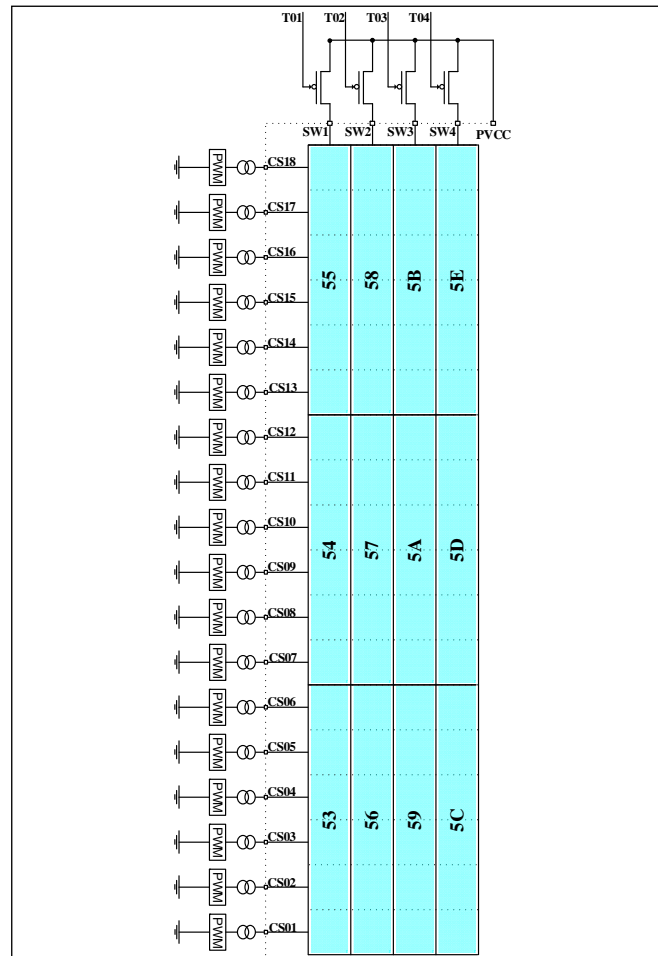 T01 T02 T03 T04
SW1 SW2 SW3 SW4 PVCC
PWM CS18
PWM CS17
PWM CS16
55 58 5B 5E
PWM CS15
PWM CS14
PWM CS13
PWM CS12
PWM CS11
PWM CS10
54 57 5A 5D
PWM CS09
PWM CS08
PWM CS07
PWM CS06
PWM CS05
PWM CS04
53 56 59 5C
PWM CS03
PWM CS02
PWM CS01